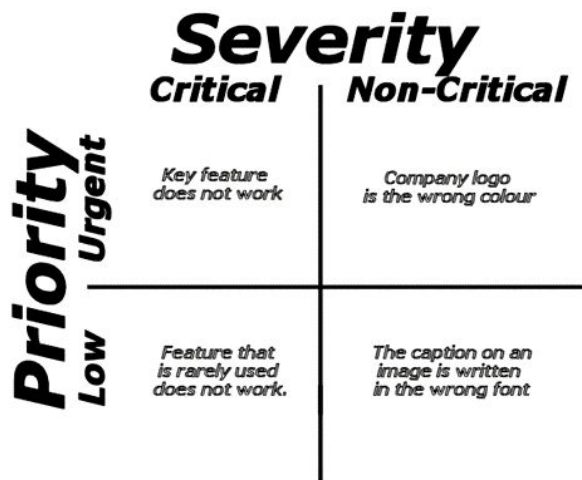 Severity
Critical
Non-Critical
Priority
Urgent
Key feature
does not work
Company logo
is the wrong colour
Low
Feature that
is rarely used
does not work.
The caption on an
image is written
in the wrong font